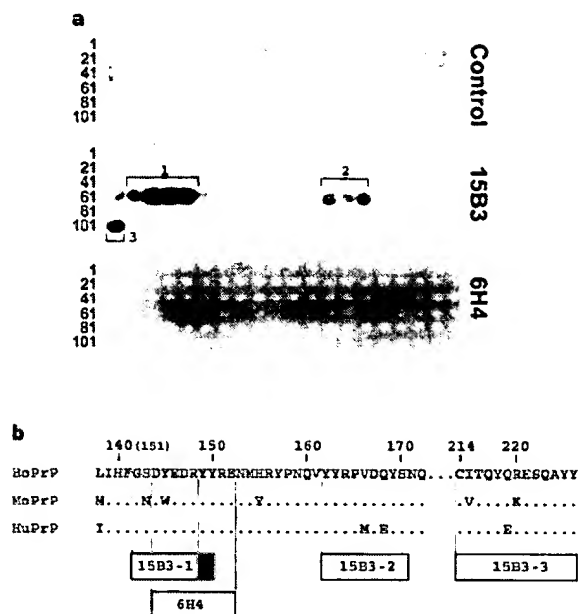 a
1
21
41
61
81
101
Control
1
21
41
61
81
101
1
2
3
15B3
1
21
41
61
81
101
6H4
b
140 (151) 150 160 170 214 220
BoPrP LIHFGSDYEDRYYRENMHRYPNQVYYRPVDQYSNQ...CITQYQRESQAYY
MoPrP M....N.W.........Y.................. ...V....K.......
HuPrP I...........................M.E..... .......E......
15B3-1
15B3-2
15B3-3
6H4